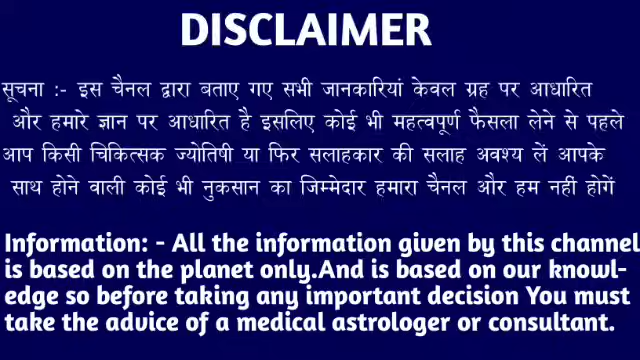 DISCLAIMER
सूचना :- इस चैनल द्वारा बताए गए सभी जानकारियां केवल ग्रह पर आधारित
और हमारे ज्ञान पर आधारित है इसलिए कोई भी महत्वपूर्ण फैसला लेने से पहले
आप किसी चिकित्सक ज्योतिषी या फिर सलाहकार की सलाह अवश्य लें आपके
साथ होने वाली कोई भी नुकसान का जिम्मेदार हमारा चैनल और हम नहीं होगें
Information: - All the information given by this channel
is based on the planet only.And is based on our knowl-
edge so before taking any important decision You must
take the advice of a medical astrologer or consultant.